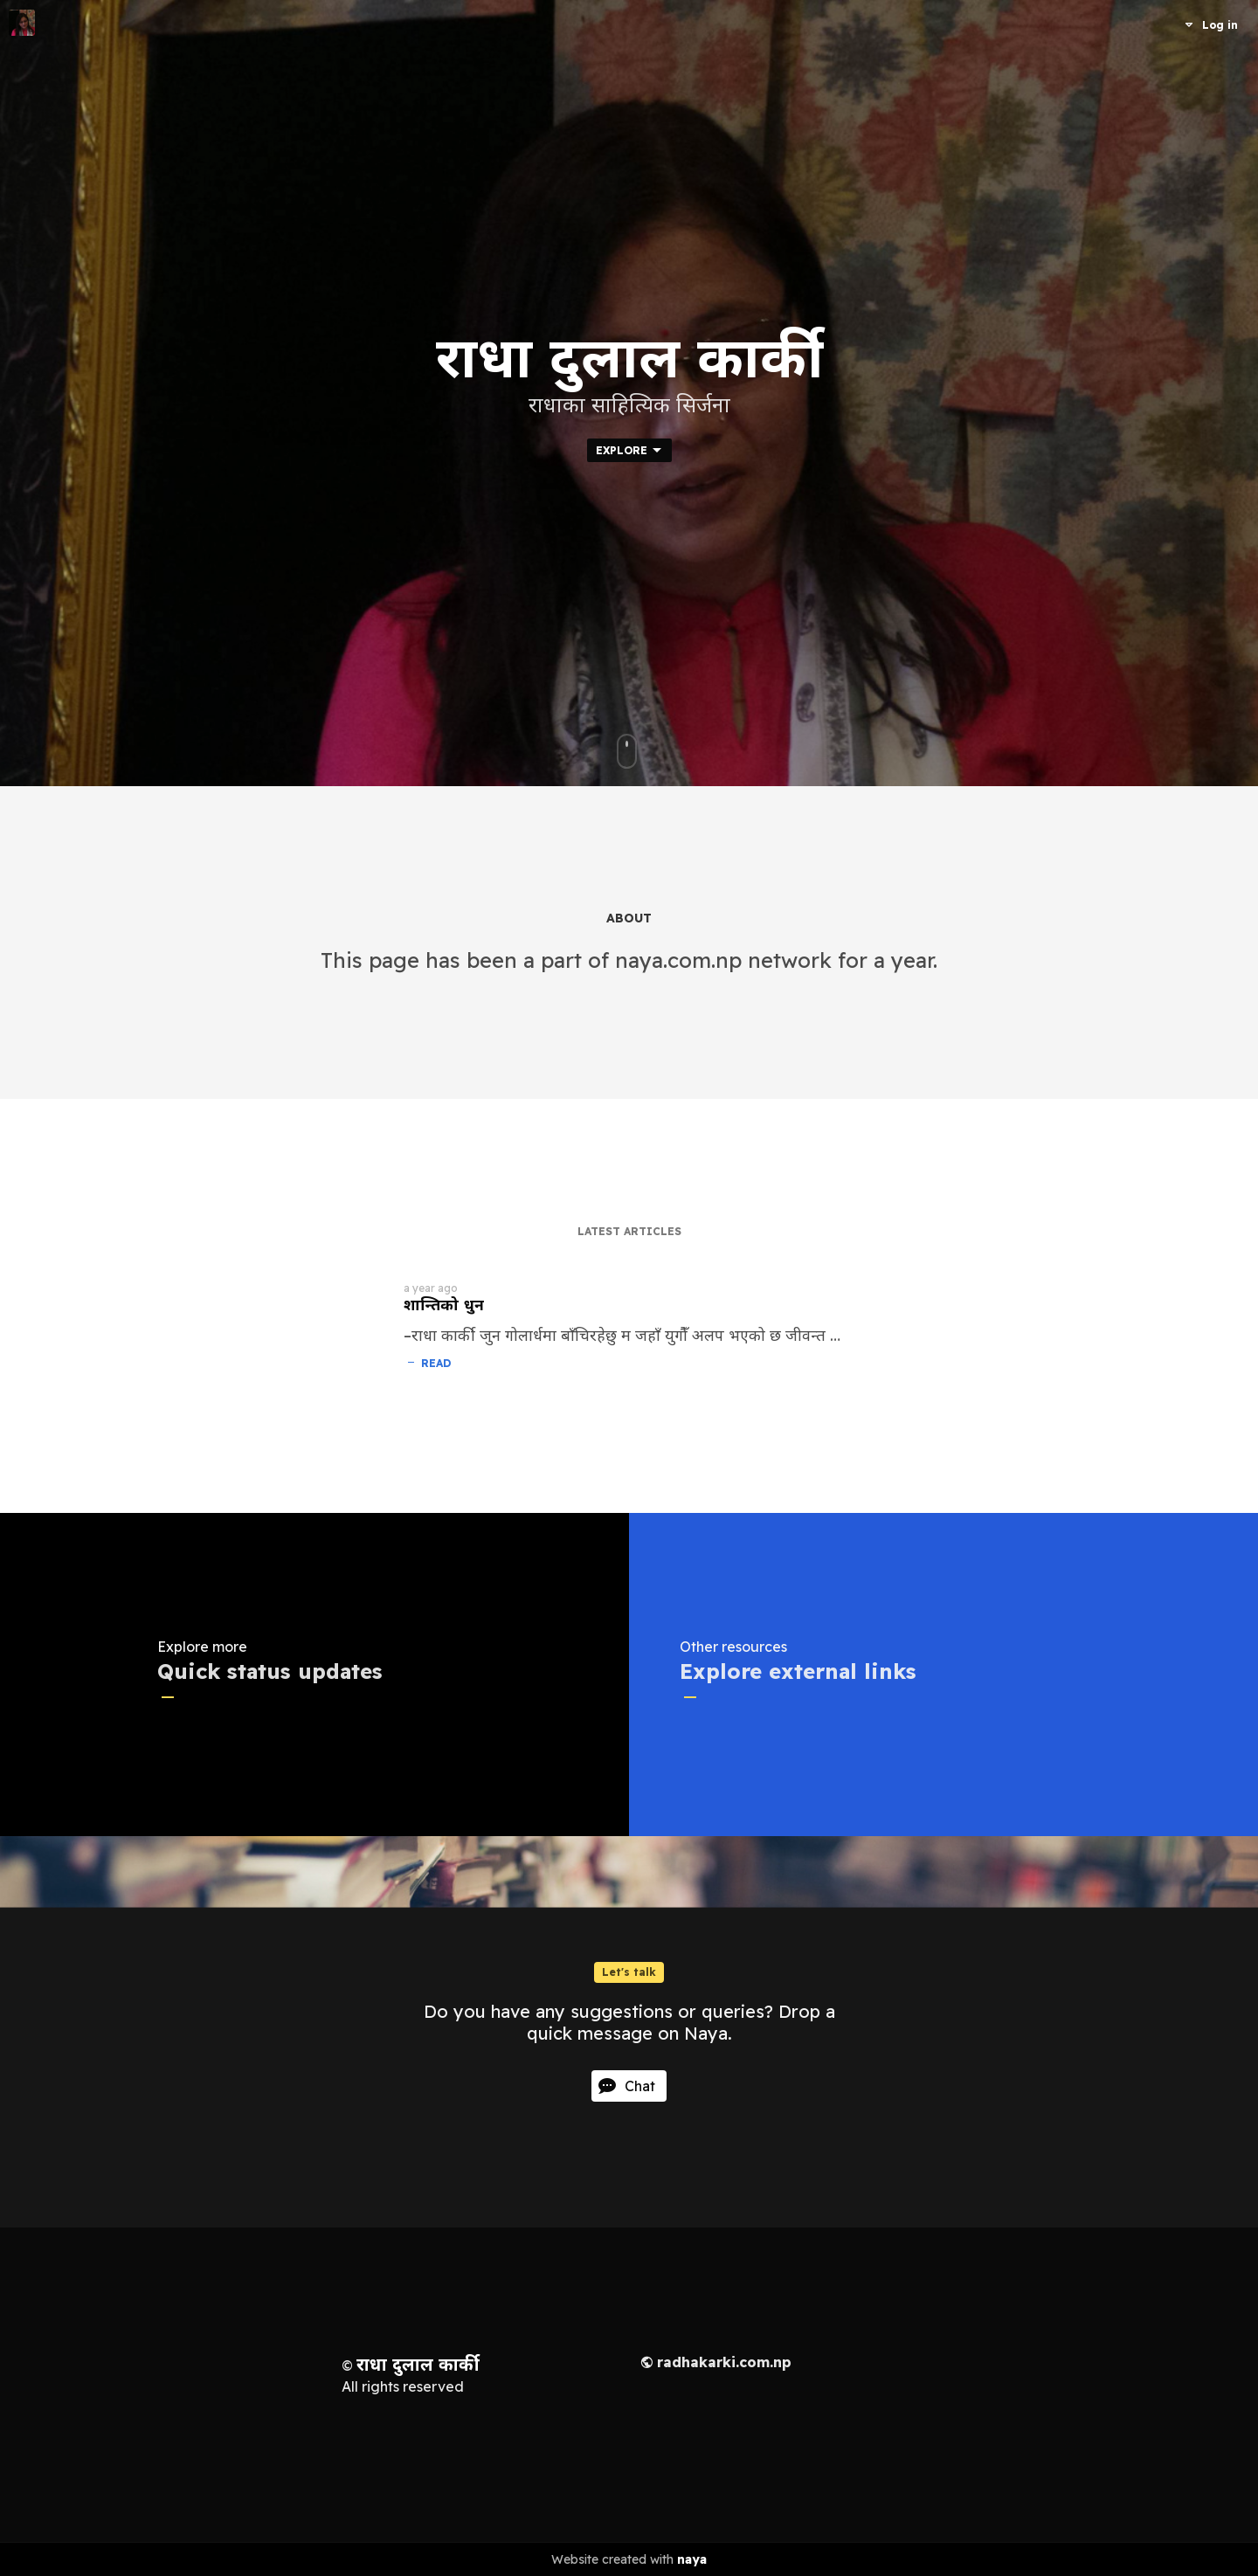 Log in
राधा दुलाल कार्की
राधाका साहित्यिक सिर्जना
EXPLORE
ABOUT
This page has been a part of naya.com.np network for a year.
LATEST ARTICLES
a year ago
शान्तिको धुन
–राधा कार्की जुन गोलार्धमा बाँचिरहेछु म जहाँ युगौँ अलप भएको छ जीवन्त ...
READ
Explore more
Quick status updates
Other resources
Explore external links
Let's talk
Do you have any suggestions or queries? Drop a
quick message on Naya.
Chat
© राधा दुलाल कार्की
All rights reserved
radhakarki.com.np
Website created with naya